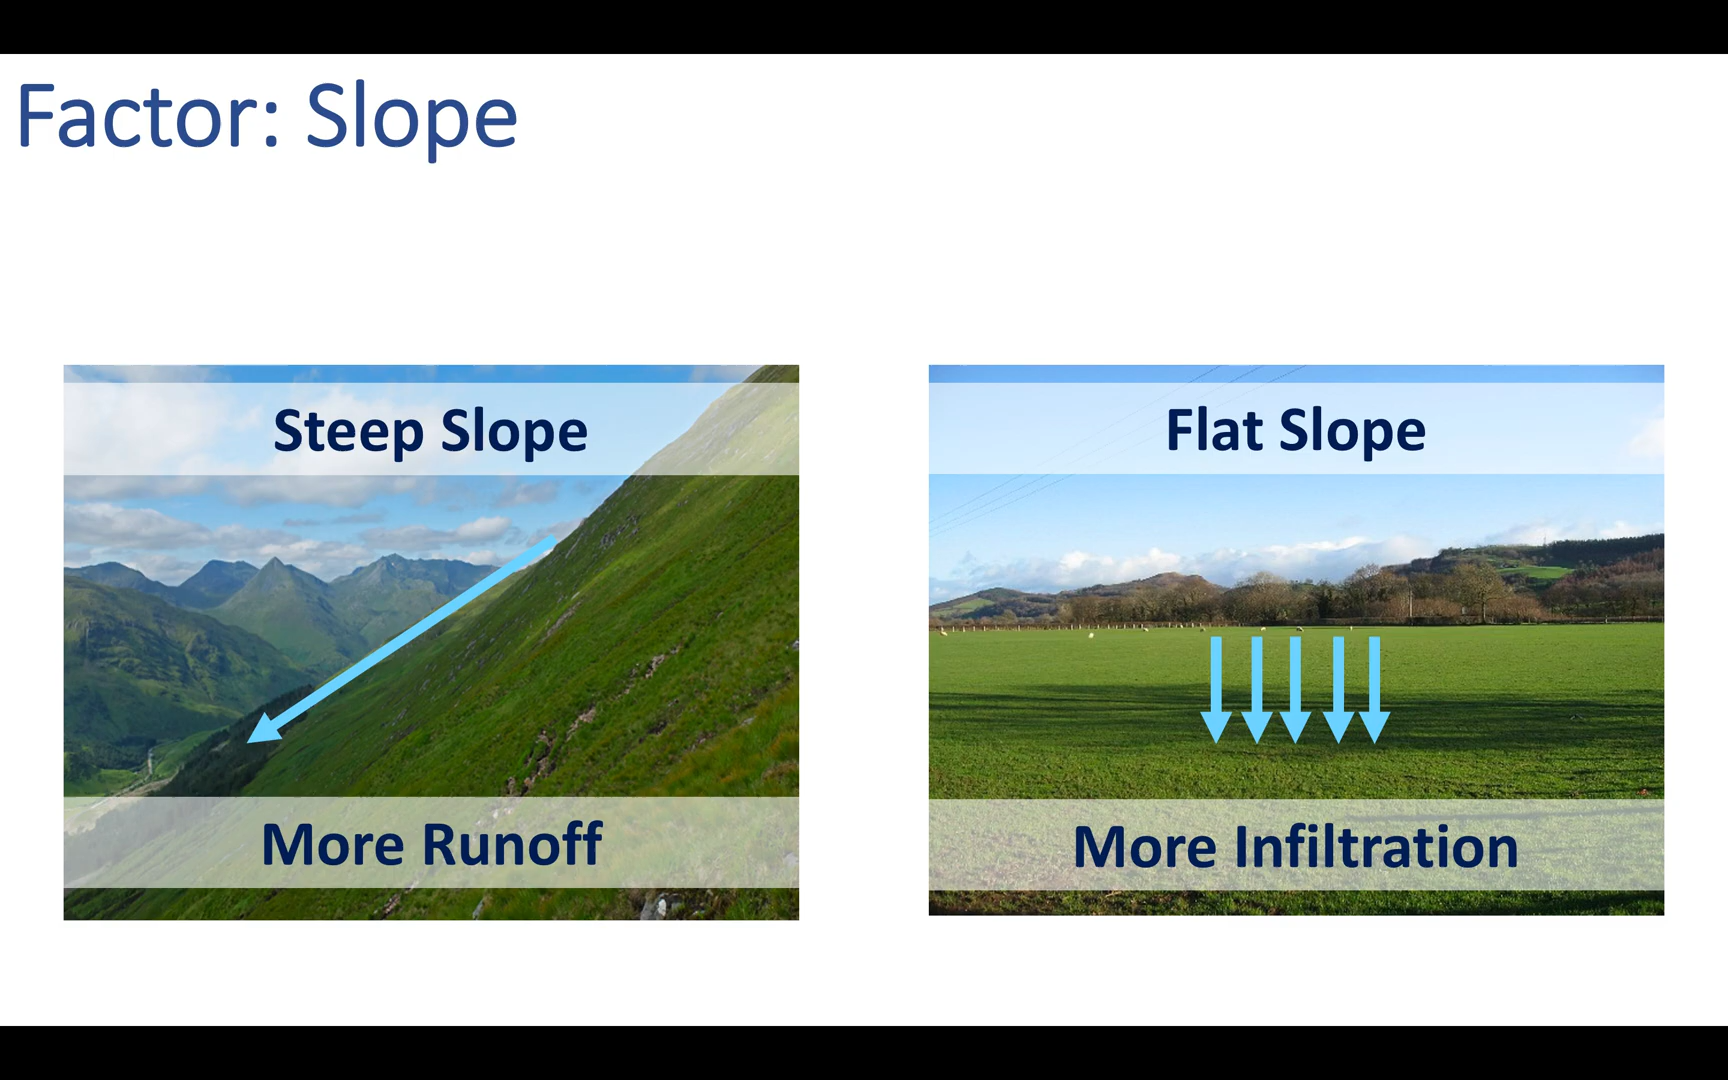 Factor: Slope
Steep Slope
More Runoff
Flat Slope
More Infiltration